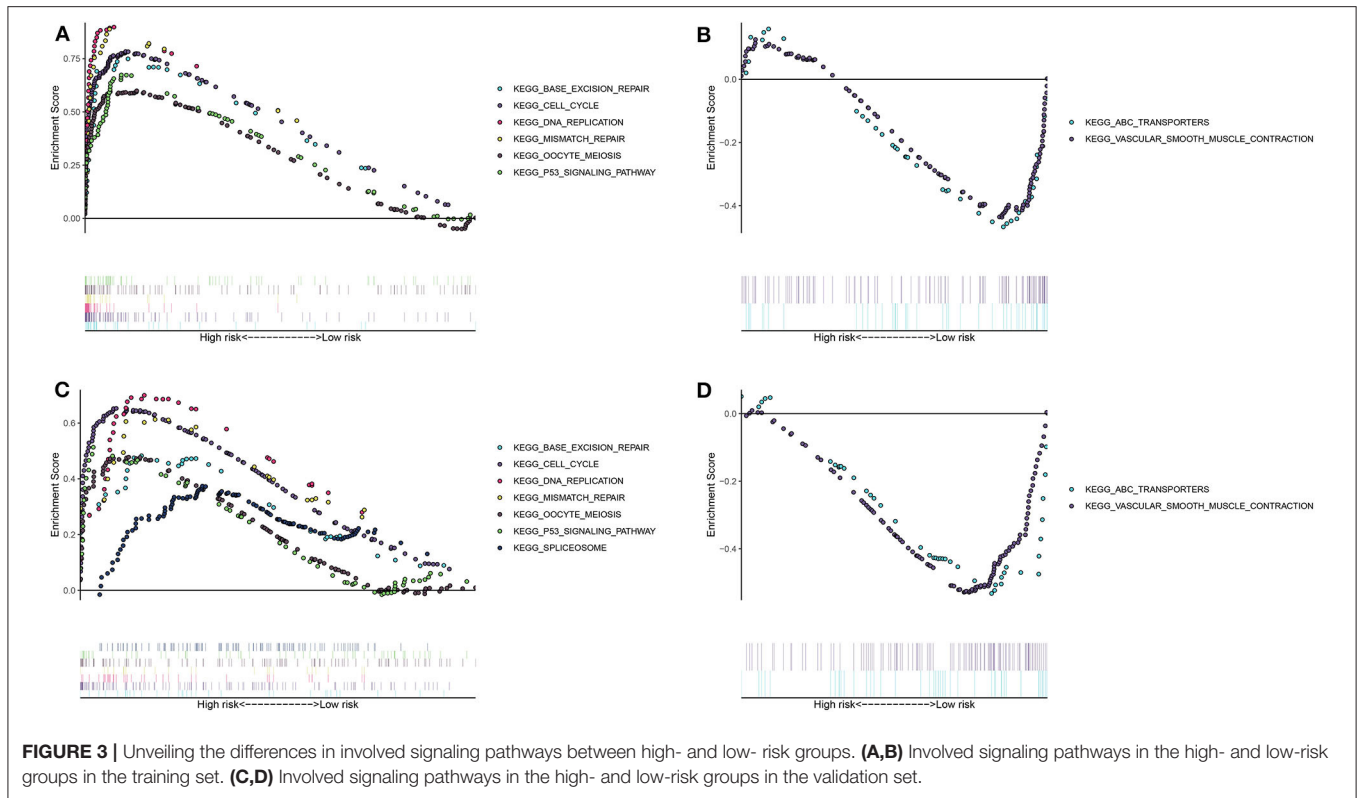 A
Enrichment Score
0.75
0.50
0.25
0.00
KEGG_BASE_EXCISION_REPAIR
KEGG_CELL_CYCLE
KEGG_DNA_REPLICATION
KEGG_MISMATCH_REPAIR
KEGG_OOCYTE_MEIOSIS
KEGG_P53_SIGNALING_PATHWAY
High risk<------------>Low risk
B
Enrichment Score
0.0
−0.2
−0.4
KEGG_ABC_TRANSPORTERS
KEGG_VASCULAR_SMOOTH_MUSCLE_CONTRACTION
High risk<------------>Low risk
C
Enrichment Score
0.6
0.4
0.2
0.0
KEGG_BASE_EXCISION_REPAIR
KEGG_CELL_CYCLE
KEGG_DNA_REPLICATION
KEGG_MISMATCH_REPAIR
KEGG_OOCYTE_MEIOSIS
KEGG_P53_SIGNALING_PATHWAY
KEGG_SPLICEOSOME
High risk<------------>Low risk
D
Enrichment Score
0.0
−0.2
−0.4
KEGG_ABC_TRANSPORTERS
KEGG_VASCULAR_SMOOTH_MUSCLE_CONTRACTION
High risk<------------>Low risk
FIGURE 3 | Unveiling the differences in involved signaling pathways between high- and low- risk groups. (A,B) Involved signaling pathways in the high- and low-risk
groups in the training set. (C,D) Involved signaling pathways in the high- and low-risk groups in the validation set.